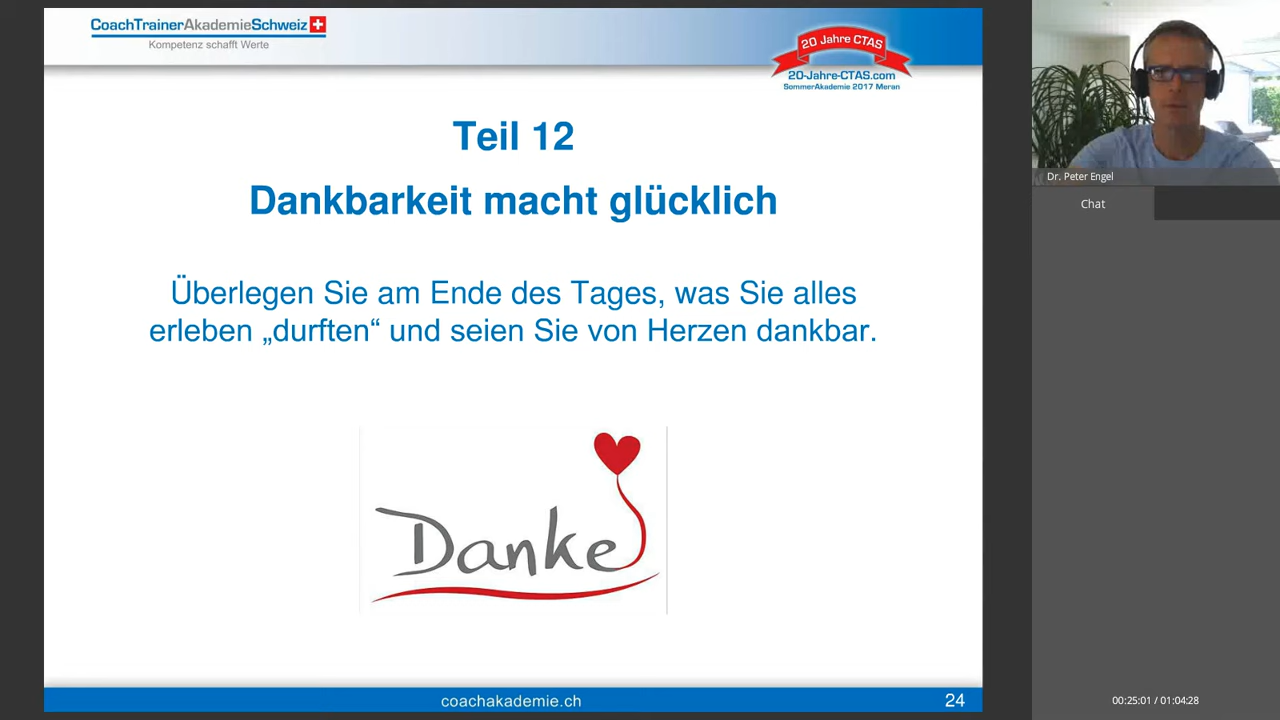 CoachTrainerAkademieSchweiz
Kompetenz schafft Werte
20 Jahre CTAS
20-Jahre-CTAS.com
SommerAkademie 2017 Meran
Teil 12
Dankbarkeit macht glücklich
Überlegen Sie am Ende des Tages, was Sie alles
erleben „durften“ und seien Sie von Herzen dankbar.
Danke
coachakademie.ch
24
Dr. Peter Engel
Chat
00:25:01 / 01:04:28